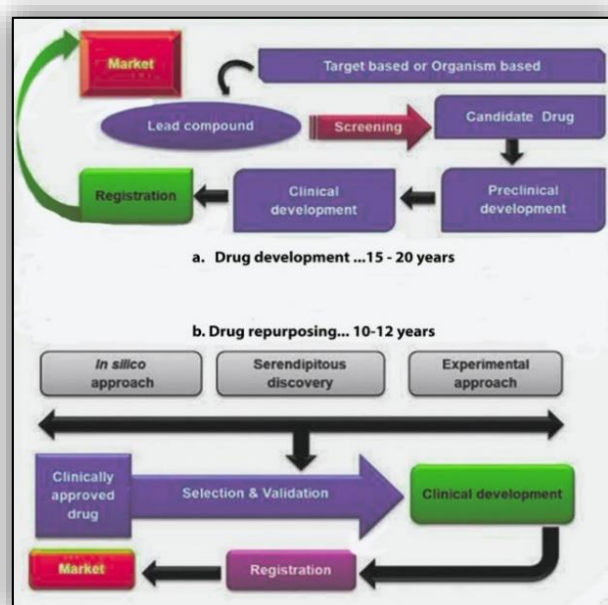 Market
Target based or Organism based
Lead compound
Screening
Candidate Drug
Registration
Clinical
development
Preclinical
development
a. Drug development ...15 - 20 years
b. Drug repurposing... 10-12 years
In silico
approach
Serendipitous
discovery
Experimental
approach
Clinically
approved
drug
Selection & Validation
Clinical development
Market
Registration